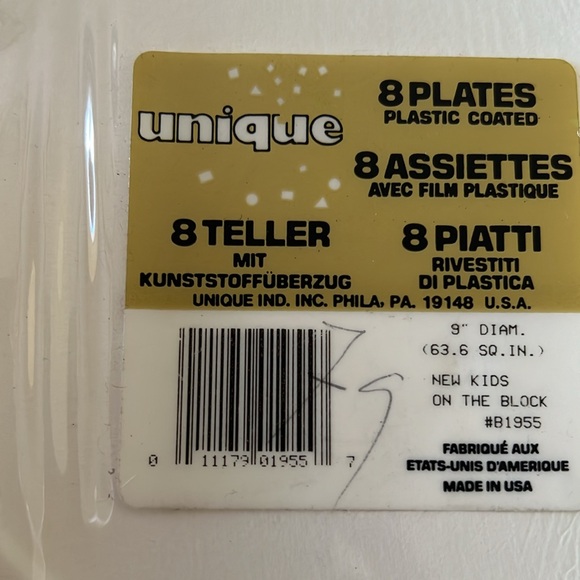 unique
8 PLATES
PLASTIC COATED
8 ASSIETTES
AVEC FILM PLASTIQUE
8 TELLER
MIT
KUNSTSTOFFÜBERZUG
8 PIATTI
RIVESTITI
DI PLASTICA
UNIQUE IND. INC. PHILA, PA. 19148 U.S.A.
9" DIAM.
(63.6 SQ.IN.)
NEW KIDS
ON THE BLOCK
#B1955
0 11179 01955 7
FABRIQUÉ AUX
ETATS-UNIS D'AMERIQUE
MADE IN USA